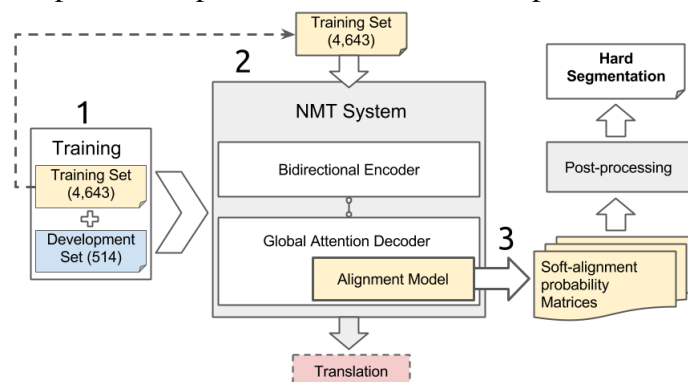 Training Set
(4,643)
2
Hard
Segmentation
1
NMT System
Training
Training Set
(4,643)
Bidirectional Encoder
Post-processing
Development
Set (514)
Global Attention Decoder
3
Alignment Model
Soft-alignment
probability
Matrices
Translation